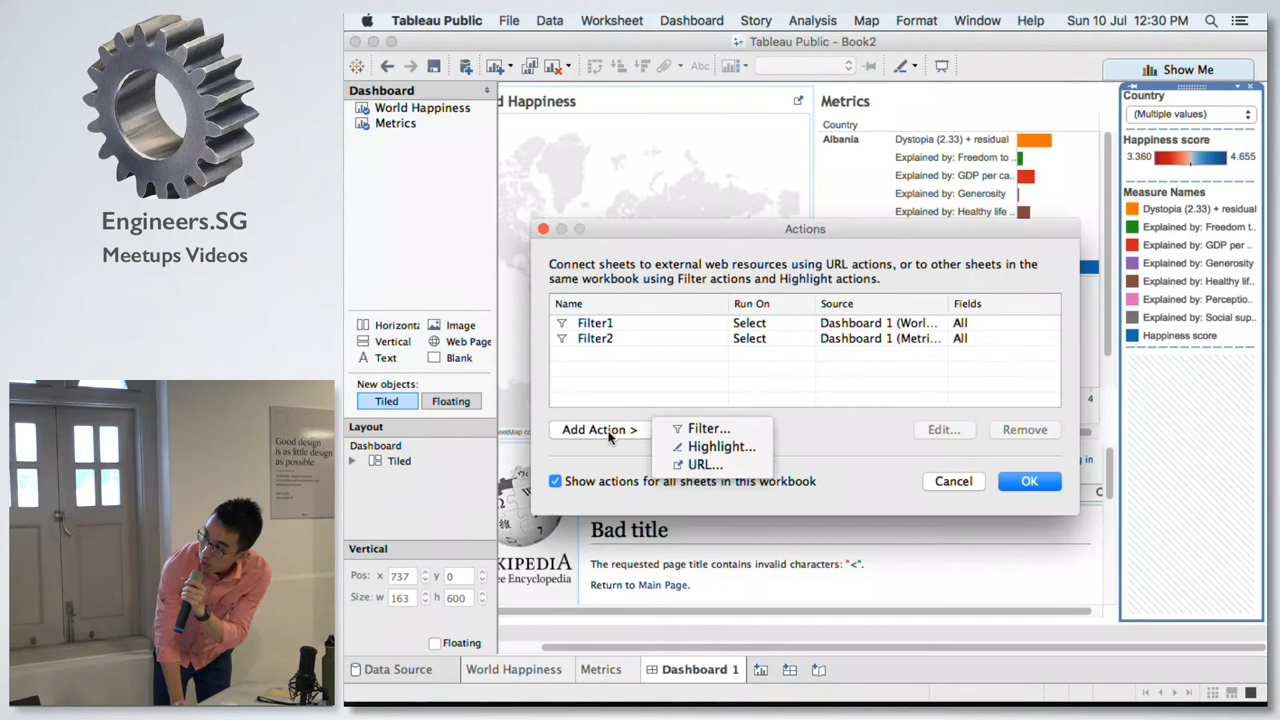 Engineers.SG
Meetups Videos
Tableau Public File Data Worksheet Dashboard Story Analysis Map Format Window Help Sun 10 Jul 12:30 PM
Tableau Public - Book2
Abc
Show Me
Dashboard
World Happiness
Metrics
Horizonta
Image
Vertical
Web Page
Text
Blank
New objects:
Tiled
Floating
Layout
Dashboard
Tiled
Vertical
Pos: x 737 y 0
Size: w 163 h 600
Floating
d Happiness
Metrics
Country
Albania
Dystopia (2.33) + residual
Explained by: Freedom to ..
Explained by: GDP per ca..
Explained by: Generosity
Explained by: Healthy life ...
Actions
Connect sheets to external web resources using URL actions, or to other sheets in the
same workbook using Filter actions and Highlight actions.
Name Run On Source Fields
Filter1 Select Dashboard 1 (Worl... All
Filter2 Select Dashboard 1 (Metri... All
Add Action >
Filter...
Highlight...
URL...
Edit...
Remove
Show actions for all sheets in this workbook
Cancel
OK
Bad title
The requested page title contains invalid characters: "<".
Return to Main Page.
KIPEDIA
ee Encyclopedia
Country
(Multiple values)
Happiness score
3.360 4.655
Measure Names
Dystopia (2.33) + residual
Explained by: Freedom t..
Explained by: GDP per ..
Explained by: Generosity
Explained by: Healthy lif..
Explained by: Perceptio..
Explained by: Social sup..
Happiness score
Data Source
World Happiness
Metrics
Dashboard 1
Good design
is as little design
as possible